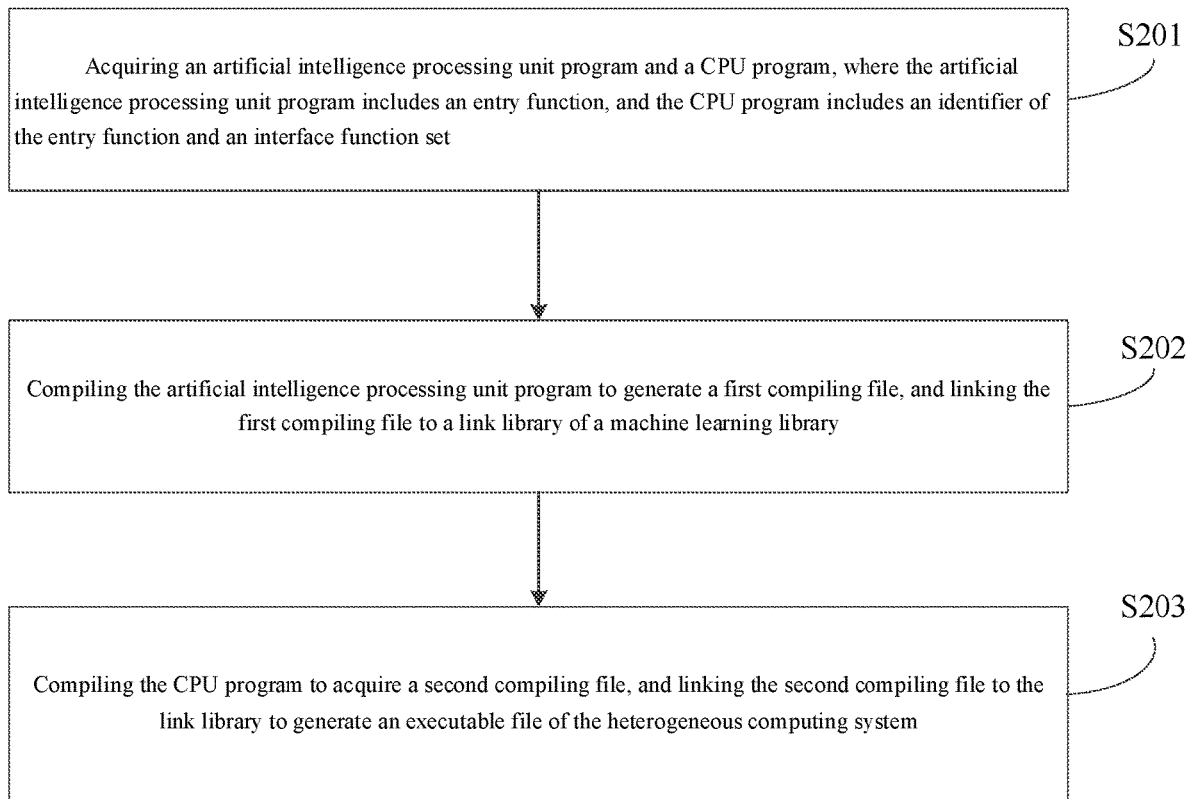 S201
Acquiring an artificial intelligence processing unit program and a CPU program, where the artificial
intelligence processing unit program includes an entry function, and the CPU program includes an identifier of
the entry function and an interface function set
S202
Compiling the artificial intelligence processing unit program to generate a first compiling file, and linking the
first compiling file to a link library of a machine learning library
S203
Compiling the CPU program to acquire a second compiling file, and linking the second compiling file to the
link library to generate an executable file of the heterogeneous computing system